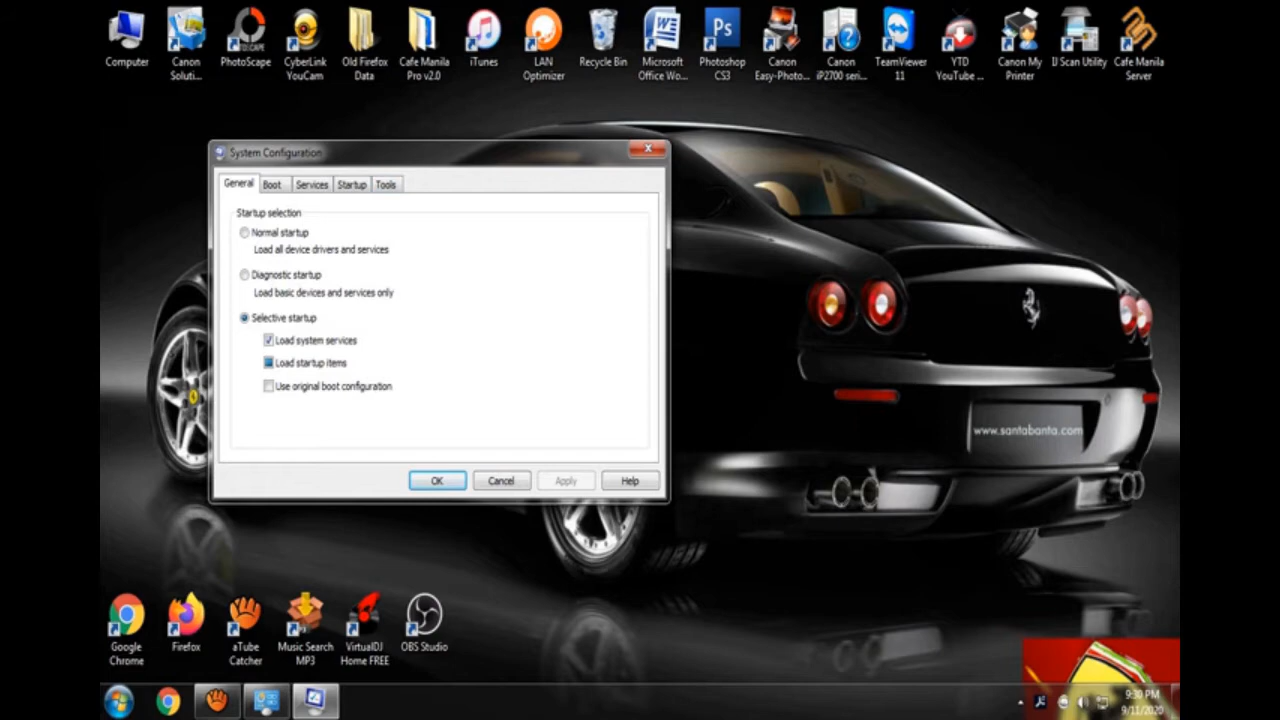 Computer
Canon
Soluti...
PhotoScape
CyberLink
YouCam
Old Firefox
Data
Cafe Manila
Pro v2.0
iTunes
LAN
Optimizer
Recycle Bin
Microsoft
Office Wo...
Ps
Photoshop
CS3
Canon
Easy-Photo...
Canon
iP2700 seri...
TeamViewer
11
YTD
YouTube ...
Canon My
Printer
IJ Scan Utility
Cafe Manila
Server
System Configuration
General
Boot
Services
Startup
Tools
Startup selection
Normal startup
Load all device drivers and services
Diagnostic startup
Load basic devices and services only
Selective startup
Load system services
Load startup items
Use original boot configuration
OK
Cancel
Apply
Help
www.santabanta.com
Google
Chrome
Firefox
aTube
Catcher
Music Search
MP3
VirtualDJ
Home FREE
OBS Studio
9:30 PM
9/11/2020